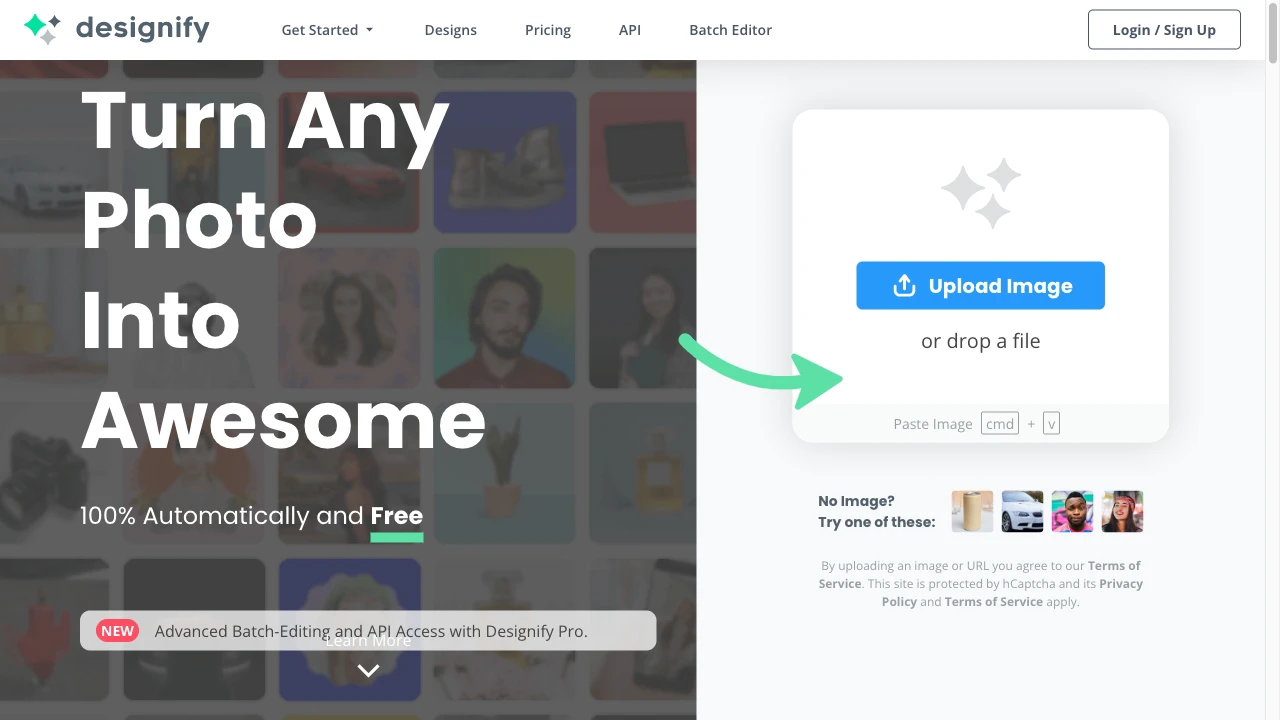 designify
Get Started
Designs
Pricing
API
Batch Editor
Login / Sign Up
Turn Any
Photo
Into
Awesome
100% Automatically and Free
NEW Advanced Batch-Editing and API Access with Designify Pro.
Learn More
Upload Image
or drop a file
Paste Image cmd + v
No Image?
Try one of these:
By uploading an image or URL you agree to our Terms of
Service. This site is protected by hCaptcha and its Privacy
Policy and Terms of Service apply.